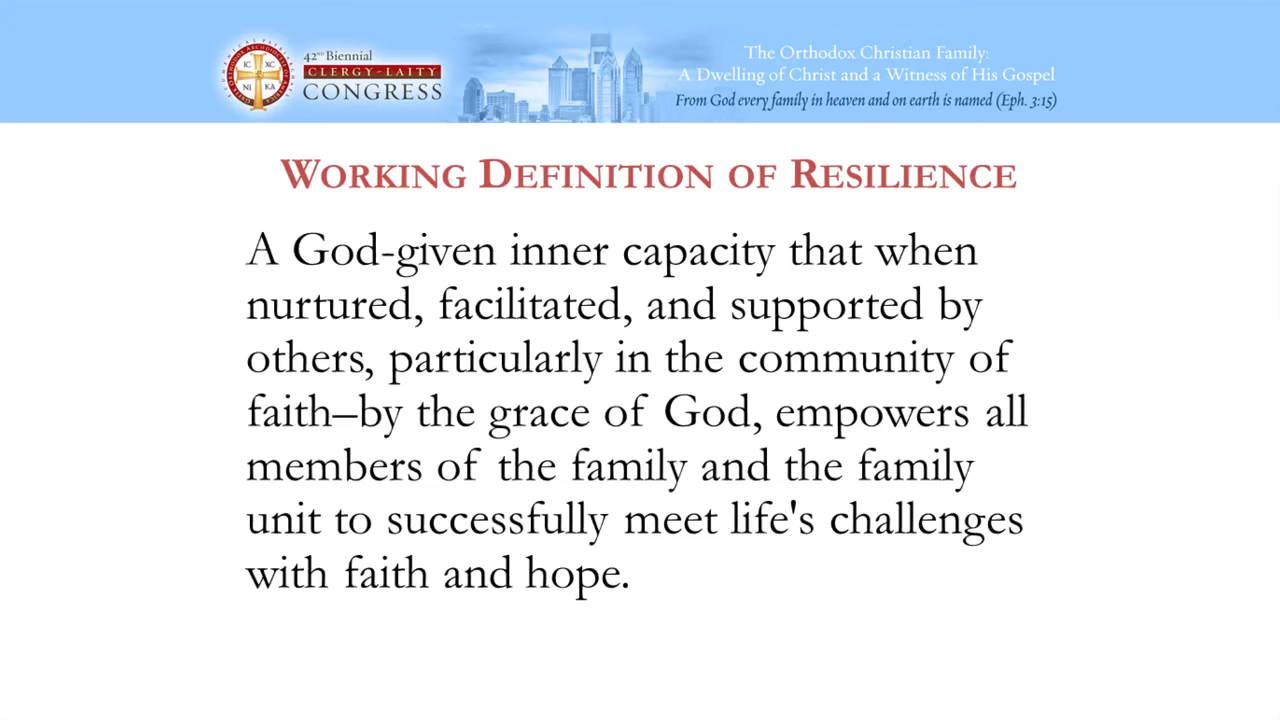 42ND Biennial
CLERGY-LAITY
CONGRESS
IC XC
NI KA
The Orthodox Christian Family:
A Dwelling of Christ and a Witness of His Gospel
From God every family in heaven and on earth is named (Eph. 3:15)
WORKING DEFINITION OF RESILIENCE
A God-given inner capacity that when
nurtured, facilitated, and supported by
others, particularly in the community of
faith–by the grace of God, empowers all
members of the family and the family
unit to successfully meet life's challenges
with faith and hope.